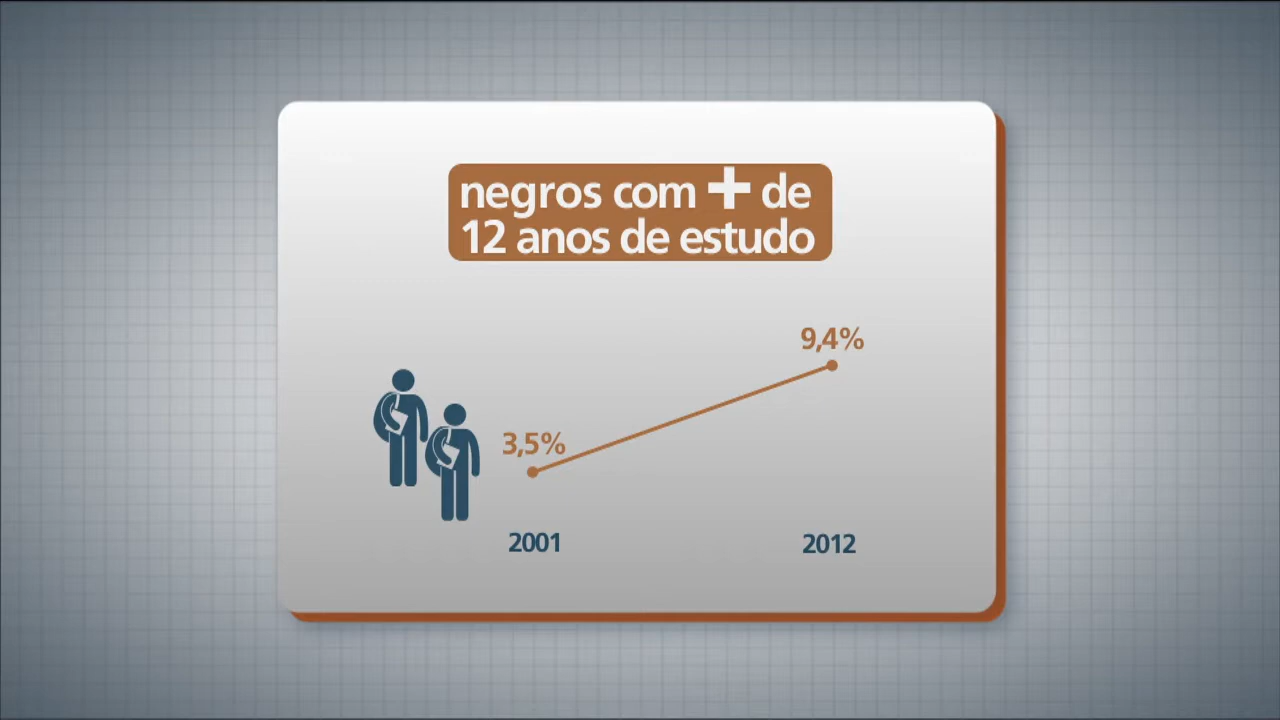 negros com + de
12 anos de estudo
9,4%
3,5%
2001
2012